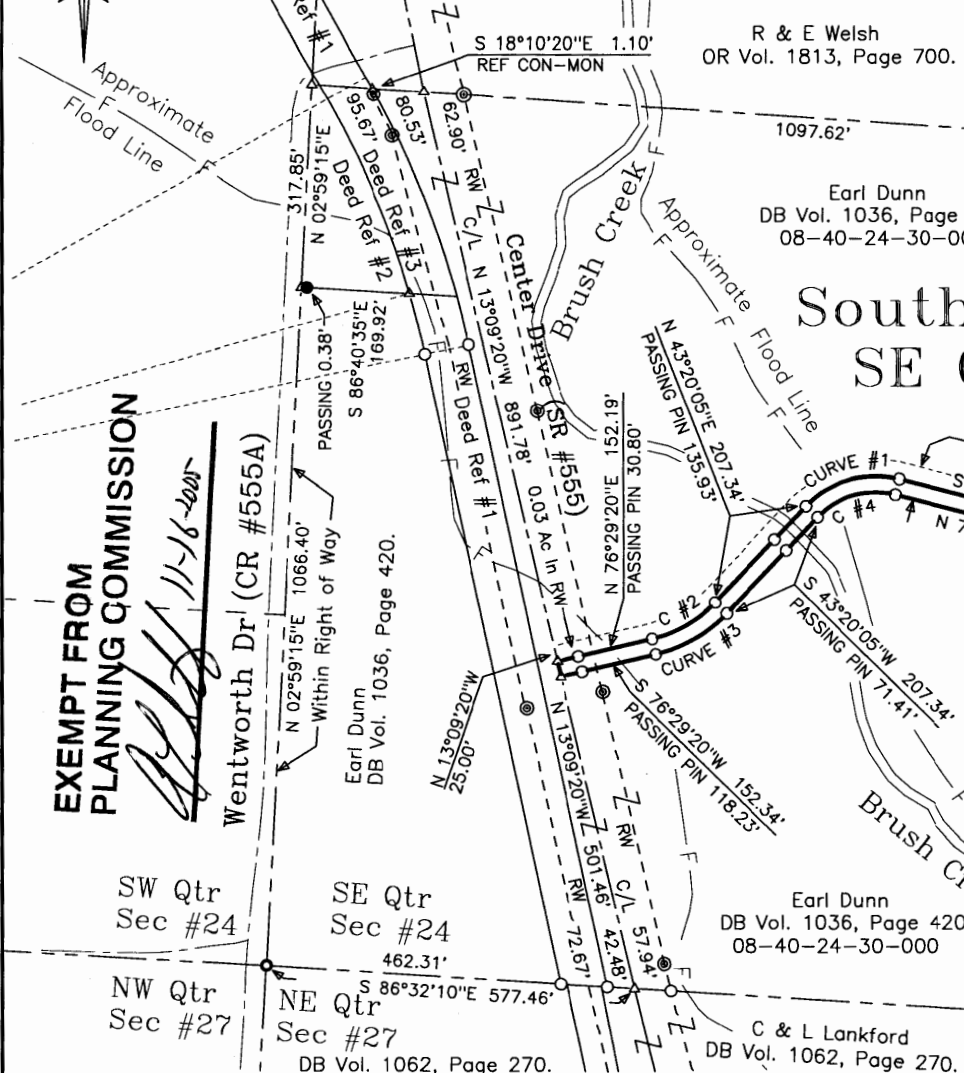 Ref #1
S 18°10'20"E 1.10'
REF CON-MON
R & E Welsh
OR Vol. 1813, Page 700.
Approximate
Flood Line
F
F
95.67'
80.53'
62.90'
RW
1097.62'
317.85'
N 02°59'15"E
Deed Ref #2
Deed Ref #3
C/L
N 13°09'20"W 891.78'
Center Drive (SR #555)
Brush Creek
F
Earl Dunn
DB Vol. 1036, Page
08-40-24-30-00
Approximate Flood Line
F
F
F
South
SE
PASSING 0.38'
S 86°40'35"E
169.92'
N 43°20'05"E 207.34'
PASSING PIN 135.93'
RW Deed Ref #1
F
F
0.03 Ac In RW
N 76°29'20"E 152.19'
PASSING PIN 30.80'
CURVE #1
C #4
S
N 7
EXEMPT FROM
PLANNING COMMISSION
11-16-2005
Wentworth Dr (CR #555A)
N 02°59'15"E 1066.40'
Within Right of Way
Earl Dunn
DB Vol. 1036, Page 420.
C #2
CURVE #3
S 43°20'05"W 207.34'
PASSING PIN 71.41'
N 13°09'20"W
25.00'
S 76°29'20"W 152.34'
PASSING PIN 118.23'
N 13°09'20"W 501.46'
RW
C/L
RW
F
F
Brush Cr
SW Qtr
Sec #24
SE Qtr
Sec #24
Earl Dunn
DB Vol. 1036, Page 420
08-40-24-30-000
462.31'
72.67'
42.48'
57.94'
F
S 86°32'10"E 577.46'
NW Qtr
Sec #27
NE Qtr
Sec #27
DB Vol. 1062, Page 270.
C & L Lankford
DB Vol. 1062, Page 270.